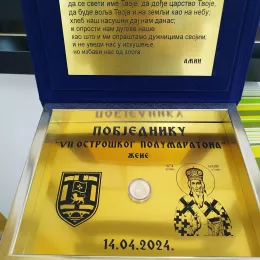 да се свети име Твоје, да дође царство Твоје,
да буде воља Твоја и на земљи као на небу,
хлеб наш насушни дај нам данас;
и опрости нам дугове наше
као што и ми опраштамо дужницима својим;
и не уведи нас у искушење,
но избави нас од злога.
АМИН
ПОБЈЕДНИКУ
"VII ОСТРОШКОГ ПОЛУМАРАТОНА"
ЖЕНЕ
14.04.2024.